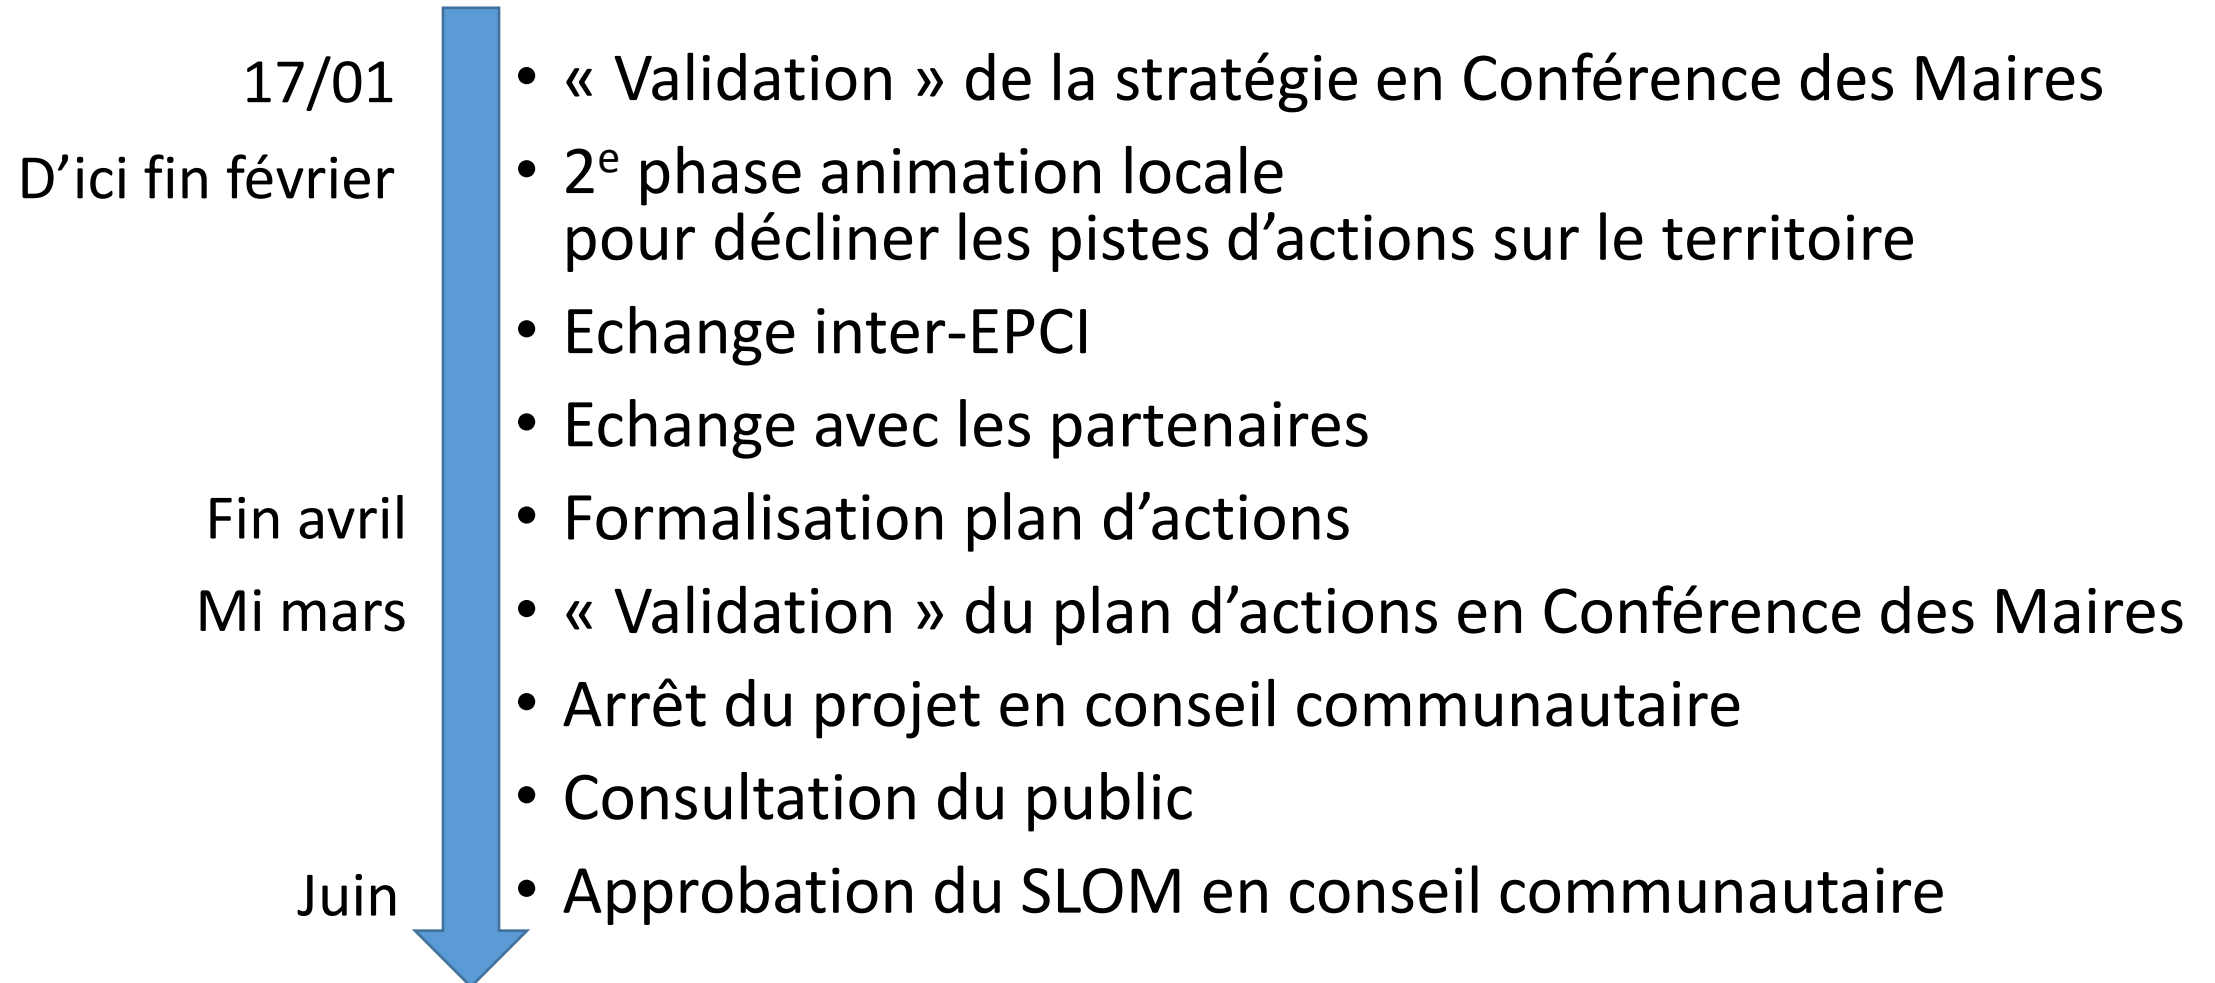 17/01 • « Validation » de la stratégie en Conférence des Maires
D’ici fin février • 2e phase animation locale
pour décliner les pistes d’actions sur le territoire
• Echange inter-EPCI
• Echange avec les partenaires
Fin avril • Formalisation plan d’actions
Mi mars • « Validation » du plan d’actions en Conférence des Maires
• Arrêt du projet en conseil communautaire
• Consultation du public
Juin • Approbation du SLOM en conseil communautaire